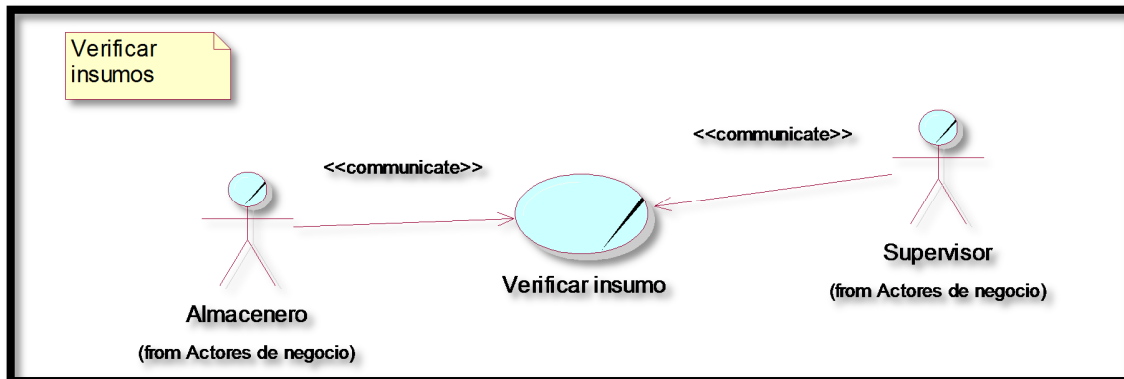 Verificar
insumos
<<communicate>>
<<communicate>>
Verificar insumo
Supervisor
(from Actores de negocio)
Almacenero
(from Actores de negocio)